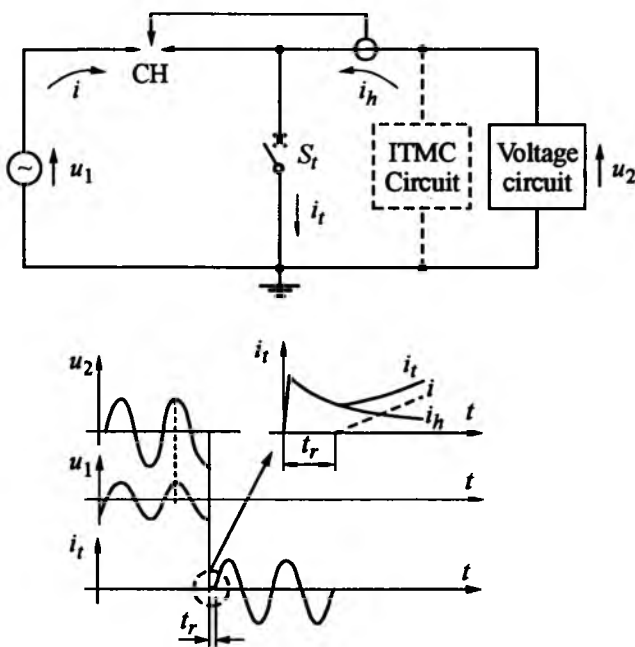 i
CH
i_h
u_1
~
S_t
ITMC
Circuit
Voltage
circuit
u_2
i_t
u_2
i_t
i_t
i
i_h
t
t_r
u_1
t
i_t
t
t_r